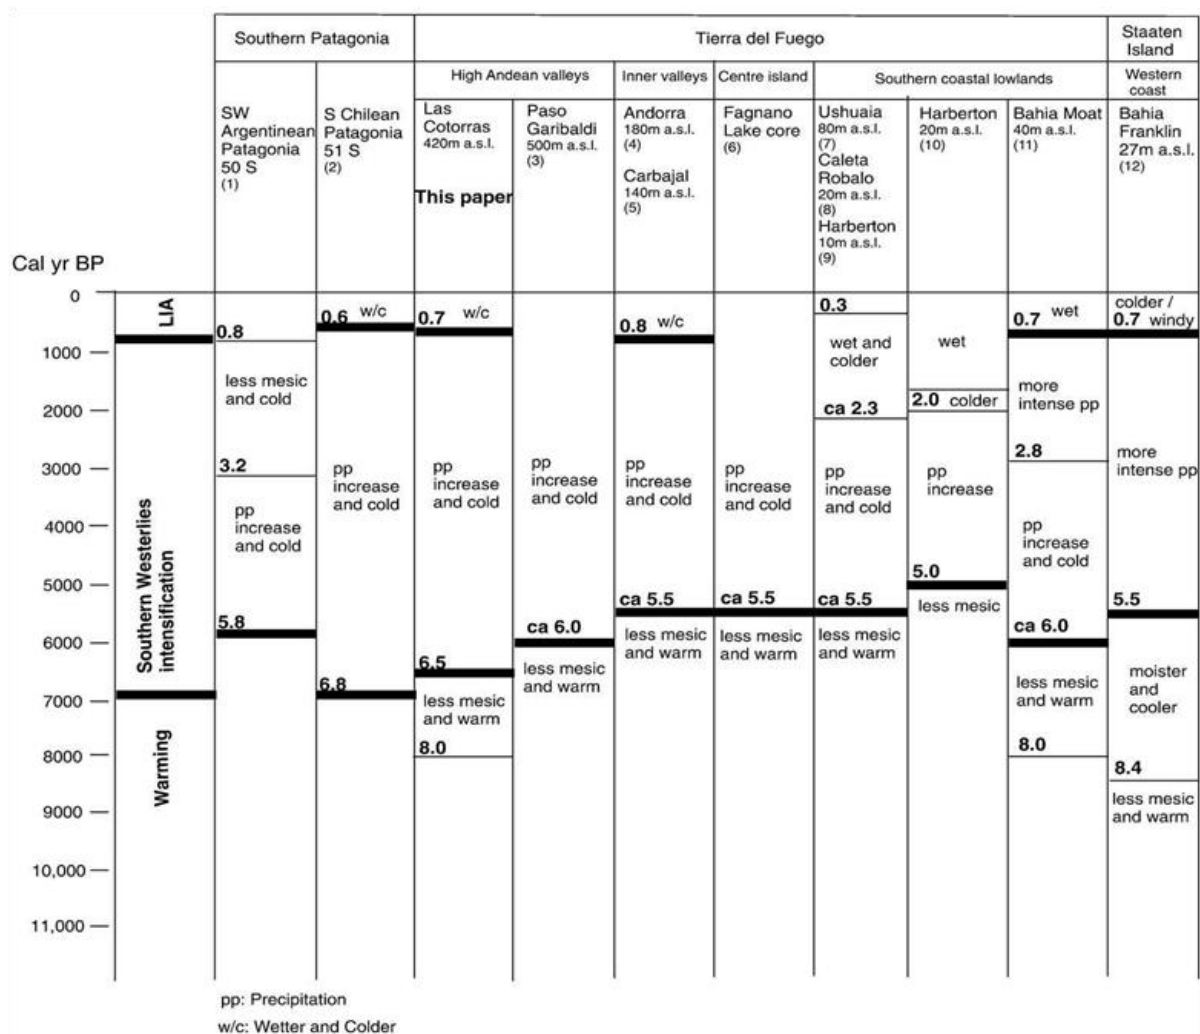 Southern Patagonia
Tierra del Fuego
Staaten
Island
High Andean valleys
Inner valleys
Centre island
Southern coastal lowlands
Western
coast
SW
Argentinean
Patagonia
50 S
(1)
S Chilean
Patagonia
51 S
(2)
Las
Cotorras
420m a.s.l.
This paper
Paso
Garibaldi
500m a.s.l.
(3)
Andorra
180m a.s.l.
(4)
Carbajal
140m a.s.l.
(5)
Fagnano
Lake core
(6)
Ushuaia
80m a.s.l.
(7)
Caleta
Robalo
20m a.s.l.
(8)
Harberton
10m a.s.l.
(9)
Harberton
20m a.s.l.
(10)
Bahia Moat
40m a.s.l.
(11)
Bahia
Franklin
27m a.s.l.
(12)
Cal yr BP
0
1000
2000
3000
4000
5000
6000
7000
8000
9000
10,000
11,000
LIA
Southern Westerlies
intensification
Warming
0.8
less mesic
and cold
3.2
pp
increase
and cold
5.8
0.6 w/c
pp
increase
and cold
6.8
0.7 w/c
pp
increase
and cold
6.5
less mesic
and warm
8.0
pp
increase
and cold
ca 6.0
less mesic
and warm
0.8 w/c
pp
increase
and cold
ca 5.5
less mesic
and warm
pp
increase
and cold
ca 5.5
less mesic
and warm
0.3
wet and
colder
ca 2.3
pp
increase
and cold
ca 5.5
less mesic
and warm
wet
2.0 colder
pp
increase
5.0
less mesic
wet
0.7
more
intense pp
2.8
pp
increase
and cold
ca 6.0
less mesic
and warm
8.0
colder /
0.7 windy
more
intense pp
5.5
moister
and
cooler
8.4
less mesic
and warm
pp: Precipitation
w/c: Wetter and Colder